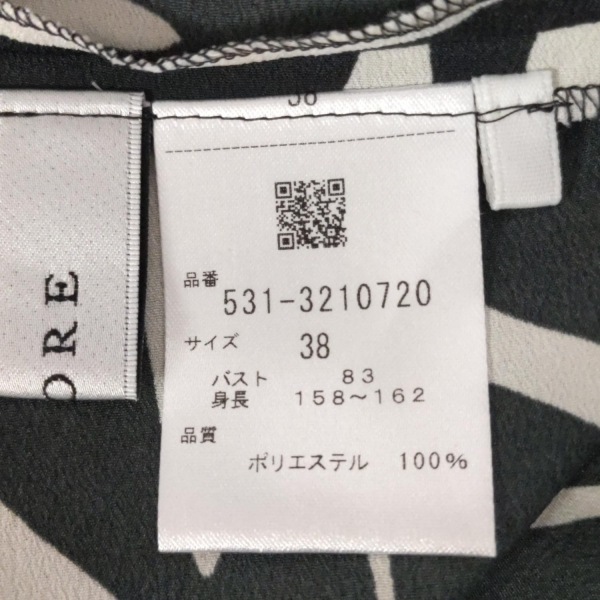 ORE
38
品番
531-3210720
サイズ 38
バスト 83
身長 158〜162
品質
ポリエステル 100%